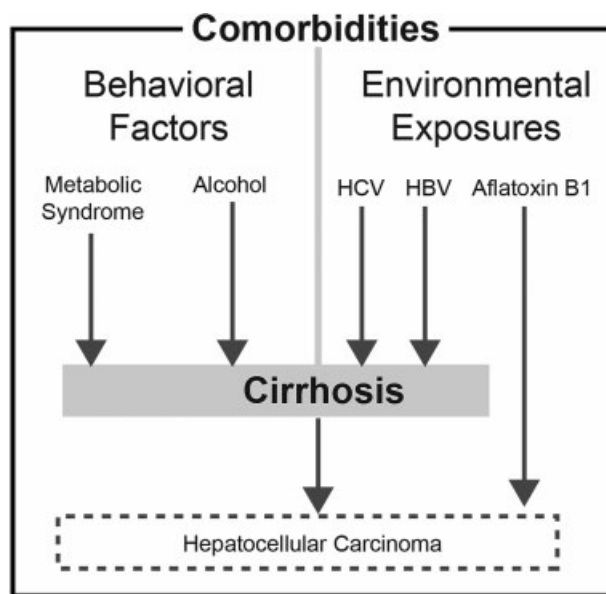 Comorbidities
Behavioral
Factors
Environmental
Exposures
Metabolic
Syndrome
Alcohol
HCV
HBV
Aflatoxin B1
Cirrhosis
Hepatocellular Carcinoma